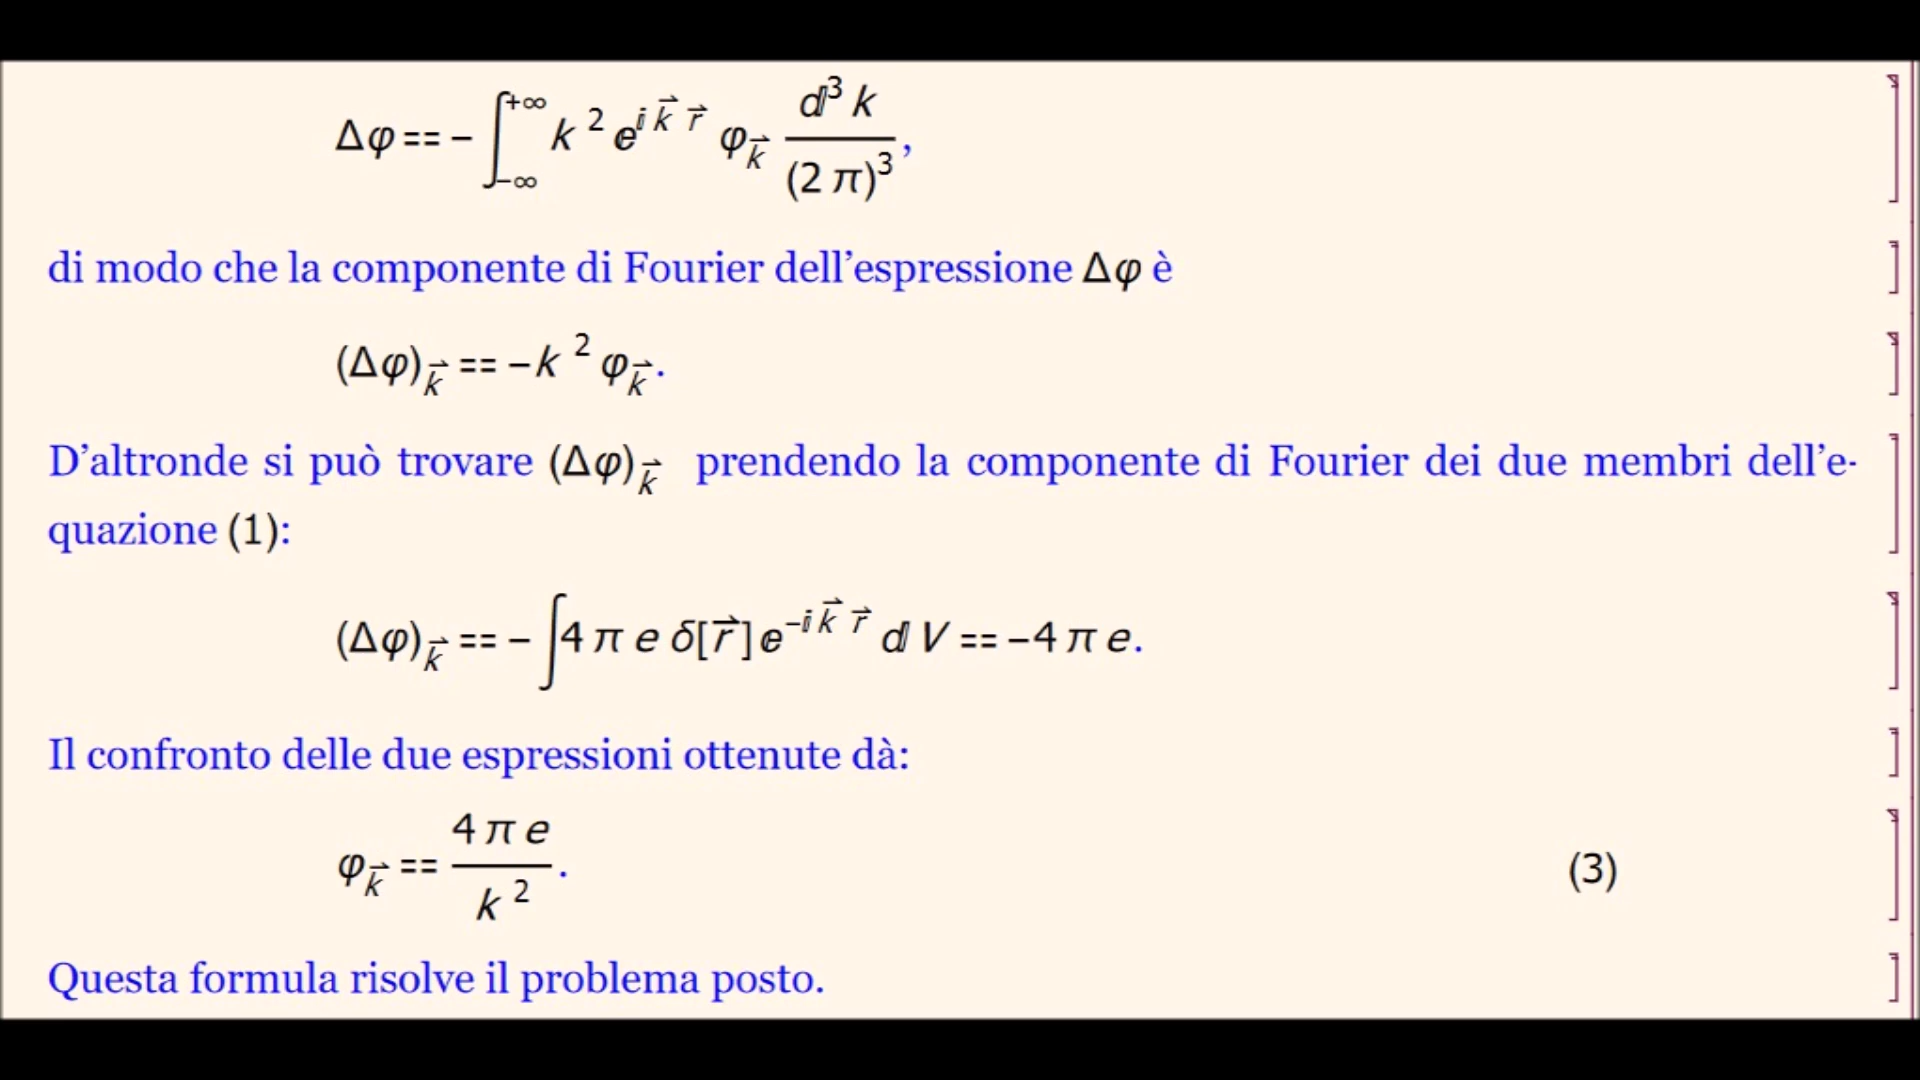 Δφ == - ∫_{-∞}^{+∞} k² e^{i k⃗ r⃗} φ_{k⃗} d³k / (2 π)³,
di modo che la componente di Fourier dell’espressione Δφ è
(Δφ)_{k⃗} == -k² φ_{k⃗}.
D’altronde si può trovare (Δφ)_{k⃗} prendendo la componente di Fourier dei due membri dell’e-
quazione (1):
(Δφ)_{k⃗} == - ∫ 4 π e δ[r⃗] e^{-i k⃗ r⃗} d V == -4 π e.
Il confronto delle due espressioni ottenute dà:
φ_{k⃗} == 4 π e / k². (3)
Questa formula risolve il problema posto.